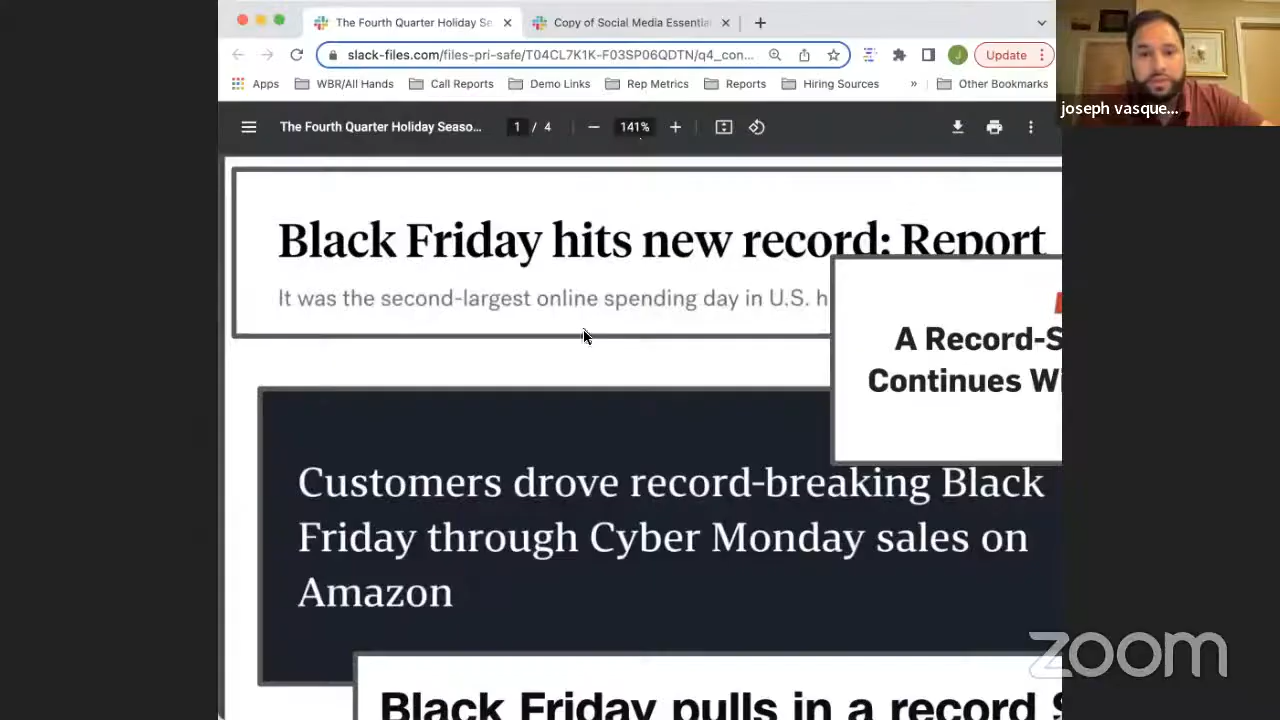 The Fourth Quarter Holiday Se
Copy of Social Media Essentia
slack-files.com/files-pri-safe/T04CL7K1K-F03SP06QDTN/q4_con...
J
Update
Apps
WBR/All Hands
Call Reports
Demo Links
Rep Metrics
Reports
Hiring Sources
»
Other Bookmarks
joseph vasque...
The Fourth Quarter Holiday Seaso...
1 / 4
141%
Black Friday hits new record: Report
It was the second-largest online spending day in U.S. h
A Record-S
Continues Wi
Customers drove record-breaking Black
Friday through Cyber Monday sales on
Amazon
zoom
Black Friday pulls in a record $